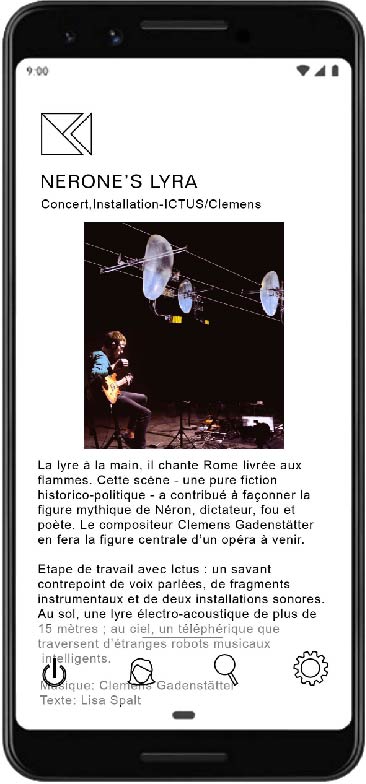 9:00
NERONE'S LYRA
Concert,Installation-ICTUS/Clemens
La lyre à la main, il chante Rome livrée aux
flammes. Cette scène - une pure fiction
historico-politique - a contribué à façonner la
figure mythique de Néron, dictateur, fou et
poète. Le compositeur Clemens Gadenstätter
en fera la figure centrale d'un opéra à venir.
Etape de travail avec Ictus : un savant
contrepoint de voix parlées, de fragments
instrumentaux et de deux installations sonores.
Au sol, une lyre électro-acoustique de plus de
15 mètres ; au ciel, un téléphérique que
traversent d'étranges robots musicaux
intelligents.
Musique: Clemens Gadenstätter
Texte: Lisa Spalt